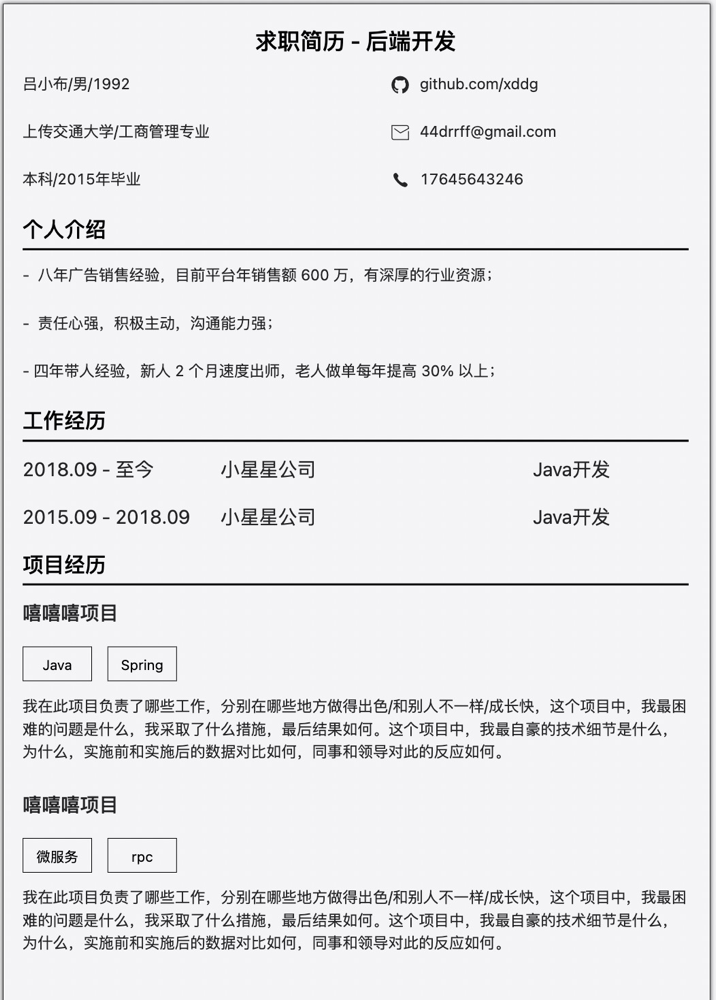 求职简历 - 后端开发
吕小布/男/1992
github.com/xddg
上传交通大学/工商管理专业
44drrff@gmail.com
本科/2015年毕业
17645643246
个人介绍
- 八年广告销售经验，目前平台年销售额 600 万，有深厚的行业资源；
- 责任心强，积极主动，沟通能力强；
- 四年带人经验，新人 2 个月速度出师，老人做单每年提高 30% 以上；
工作经历
2018.09 - 至今 小星星公司 Java开发
2015.09 - 2018.09 小星星公司 Java开发
项目经历
嘻嘻嘻项目
Java Spring
我在此项目负责了哪些工作，分别在哪些地方做得出色/和别人不一样/成长快，这个项目中，我最困
难的问题是什么，我采取了什么措施，最后结果如何。这个项目中，我最自豪的技术细节是什么，
为什么，实施前和实施后的数据对比如何，同事和领导对此的反应如何。
嘻嘻嘻项目
微服务 rpc
我在此项目负责了哪些工作，分别在哪些地方做得出色/和别人不一样/成长快，这个项目中，我最困
难的问题是什么，我采取了什么措施，最后结果如何。这个项目中，我最自豪的技术细节是什么，
为什么，实施前和实施后的数据对比如何，同事和领导对此的反应如何。